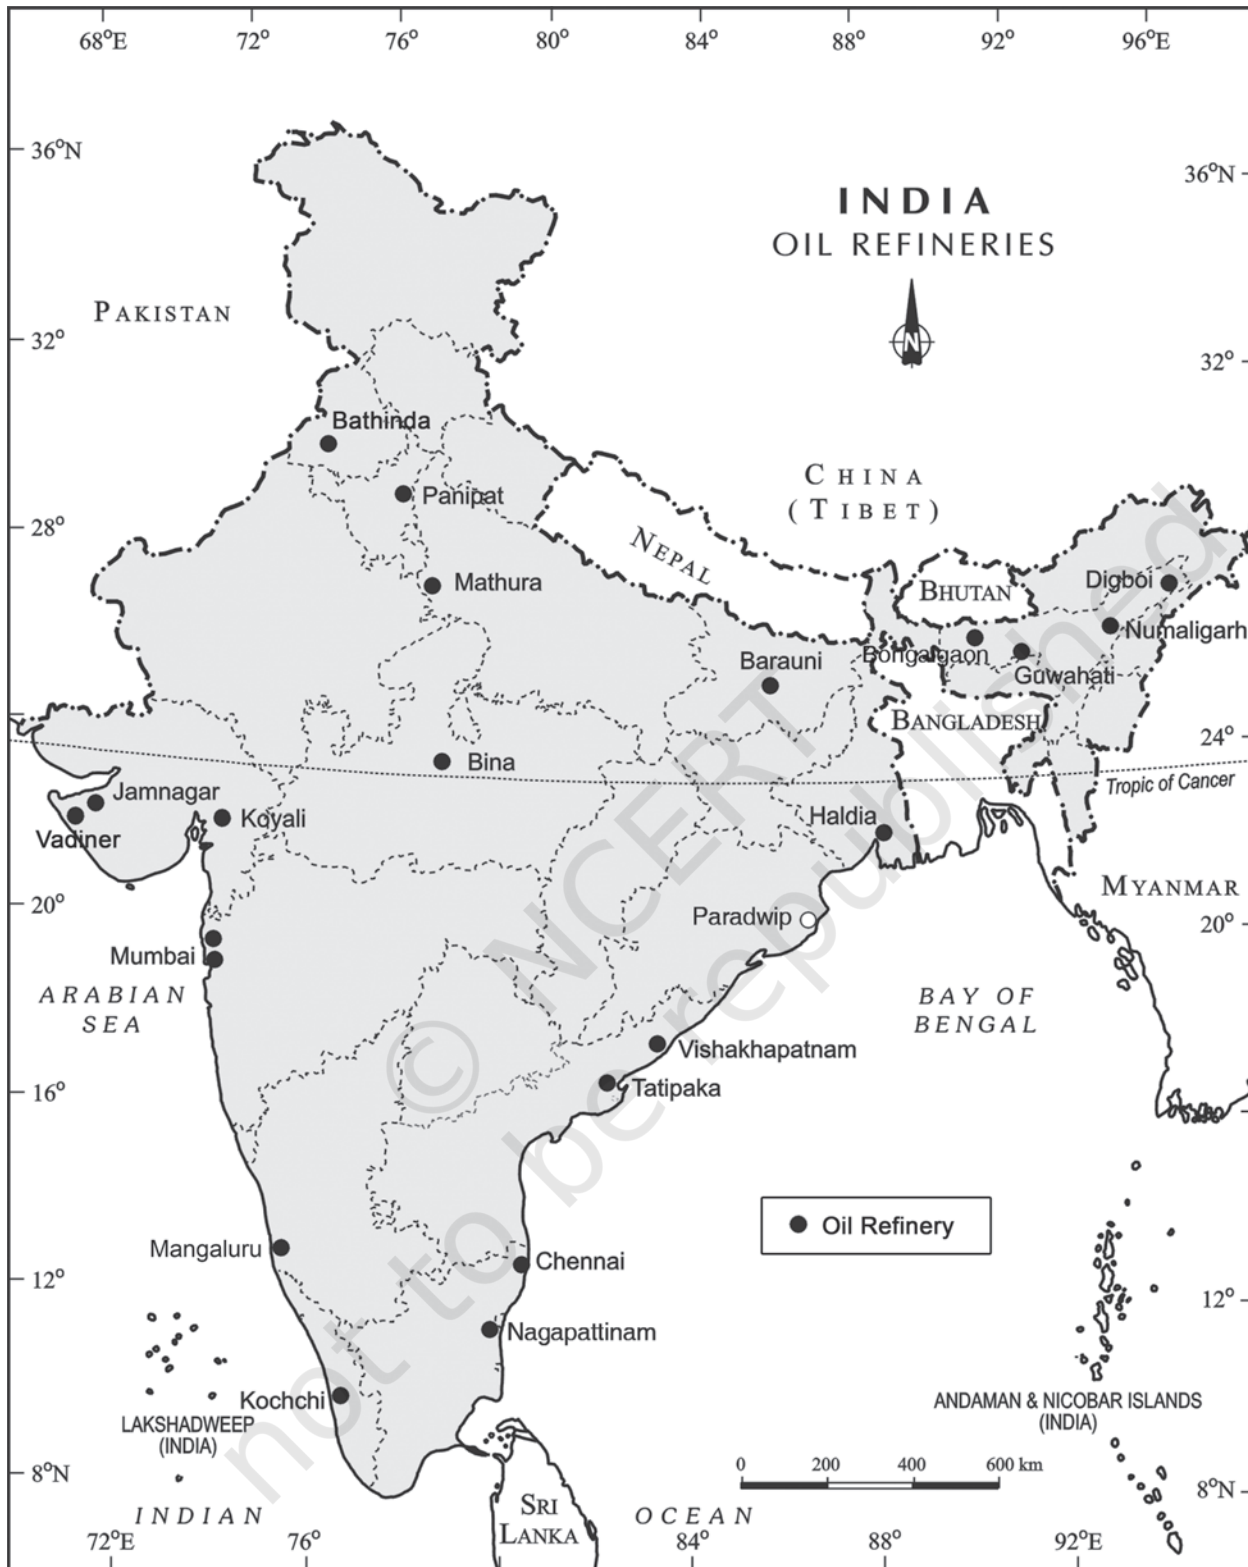 68°E 72° 76° 80° 84° 88° 92° 96°E
36°N
36°N
INDIA
OIL REFINERIES
N
PAKISTAN
32°
32°
Bathinda
CHINA
(TIBET)
Panipat
28°
NEPAL
Mathura
BHUTAN
Digboi
Numaligarh
Bongaigaon
Guwahati
Barauni
BANGLADESH
24°
Bina
Tropic of Cancer
Jamnagar
Vadiner
Koyali
Haldia
MYANMAR
20°
20°
Paradwip
Mumbai
ARABIAN
SEA
BAY OF
BENGAL
Vishakhapatnam
Tatipaka
16°
© NCERT
not to be republished
Oil Refinery
Mangaluru
Chennai
12°
12°
Nagapattinam
Kochchi
LAKSHADWEEP
(INDIA)
ANDAMAN & NICOBAR ISLANDS
(INDIA)
8°N
0 200 400 600 km
8°N
SRI
LANKA
INDIAN OCEAN
72°E 76° 84° 88° 92°E